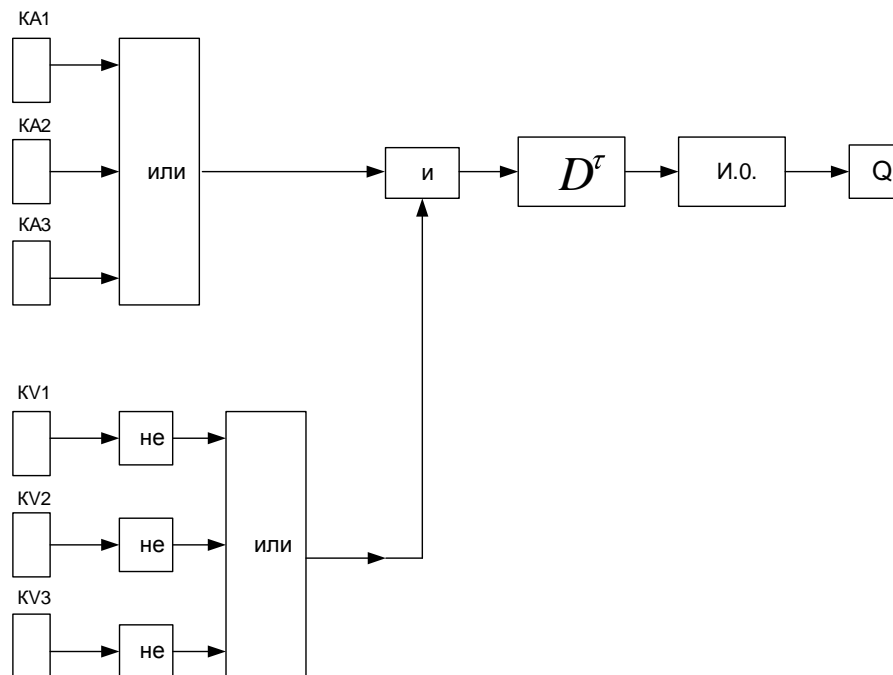 KA1
KA2
KA3
или
и
D^τ
И.О.
Q
KV1
не
KV2
не
или
KV3
не